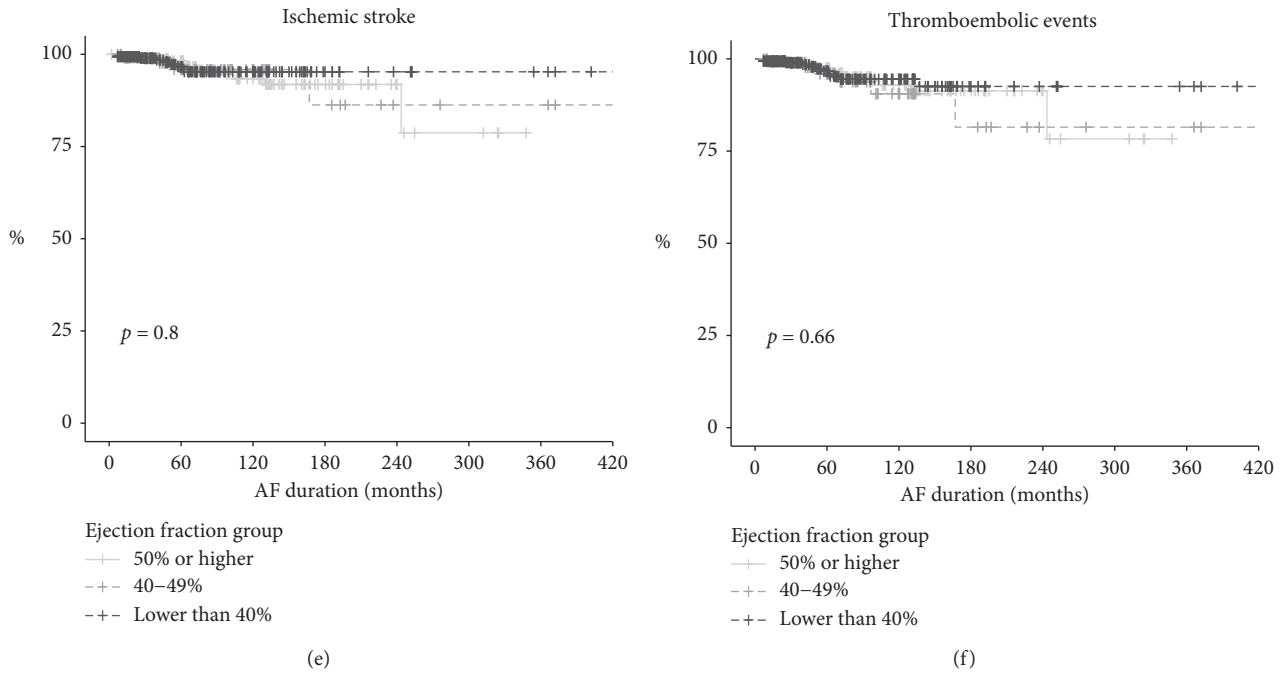 Ischemic stroke
100
75
%
50
25
p = 0.8
0
0 60 120 180 240 300 360 420
AF duration (months)
Ejection fraction group
50% or higher
40–49%
Lower than 40%
(e)
Thromboembolic events
100
75
%
50
25
p = 0.66
0
0 60 120 180 240 300 360 420
AF duration (months)
Ejection fraction group
50% or higher
40–49%
Lower than 40%
(f)